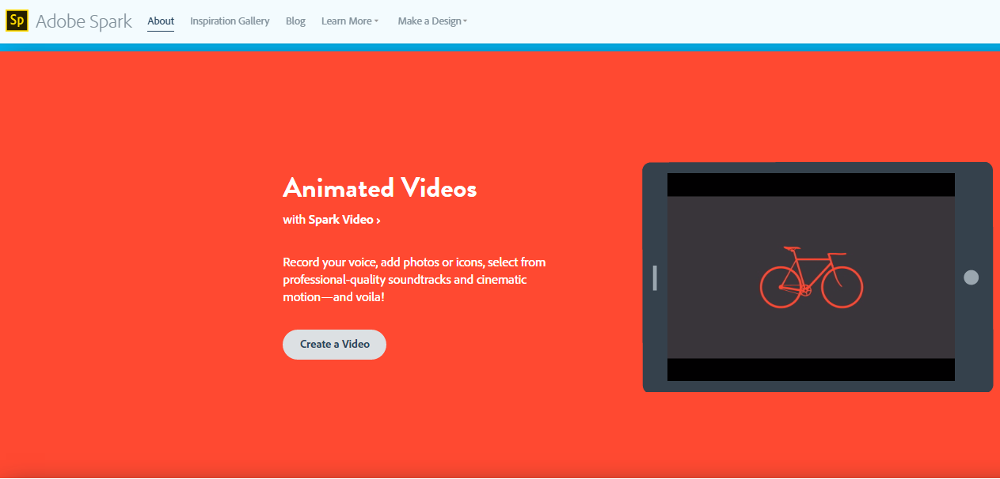 Sp Adobe Spark About Inspiration Gallery Blog Learn More Make a Design
Animated Videos
with Spark Video ›
Record your voice, add photos or icons, select from
professional-quality soundtracks and cinematic
motion—and voila!
Create a Video